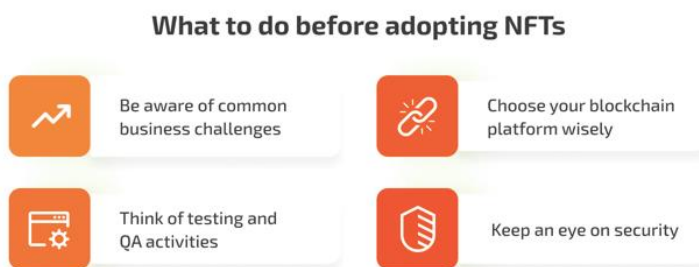 What to do before adopting NFTs
Be aware of common
business challenges
Choose your blockchain
platform wisely
Think of testing and
QA activities
Keep an eye on security